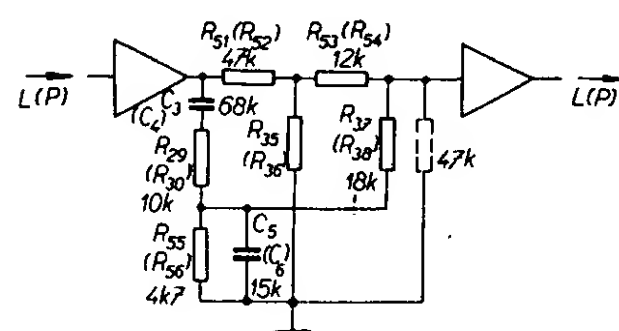 R51(R52)
47k
R53(R54)
12k
L(P)
C3
(C4)
68k
R29
(R30)
10k
R35
(R36)
R37
(R38)
18k
47k
L(P)
R55
(R56)
4k7
C5
(C6)
15k